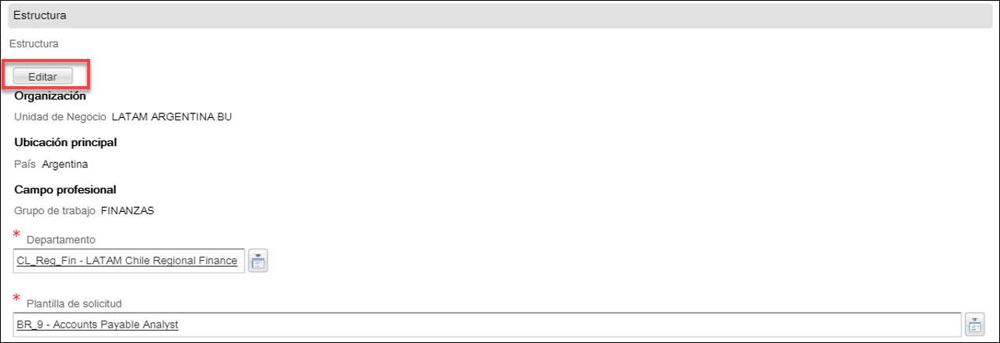 Estructura
Estructura
Editar
Organización
Unidad de Negocio LATAM ARGENTINA BU
Ubicación principal
País Argentina
Campo profesional
Grupo de trabajo FINANZAS
* Departamento
CL_Reg_Fin - LATAM Chile Regional Finance
* Plantilla de solicitud
BR_9 - Accounts Payable Analyst